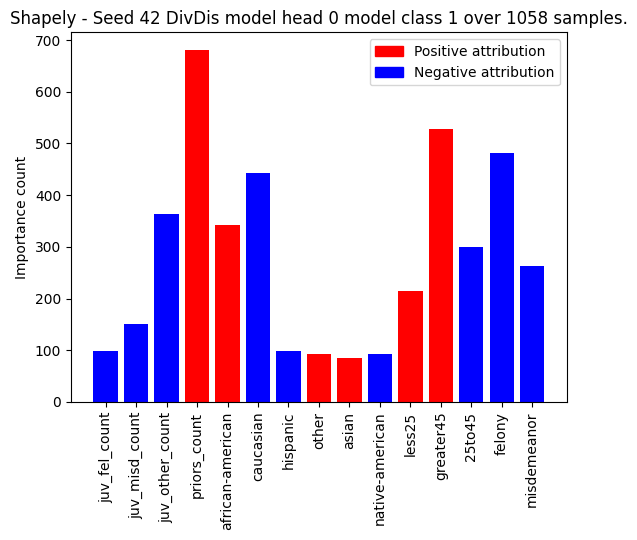 Shapely - Seed 42 DivDis model head 0 model class 1 over 1058 samples.
Positive attribution
Negative attribution
Importance count
700
600
500
400
300
200
100
0
juv_fel_count
juv_misd_count
juv_other_count
priors_count
african-american
caucasian
hispanic
other
asian
native-american
less25
greater45
25to45
felony
misdemeanor